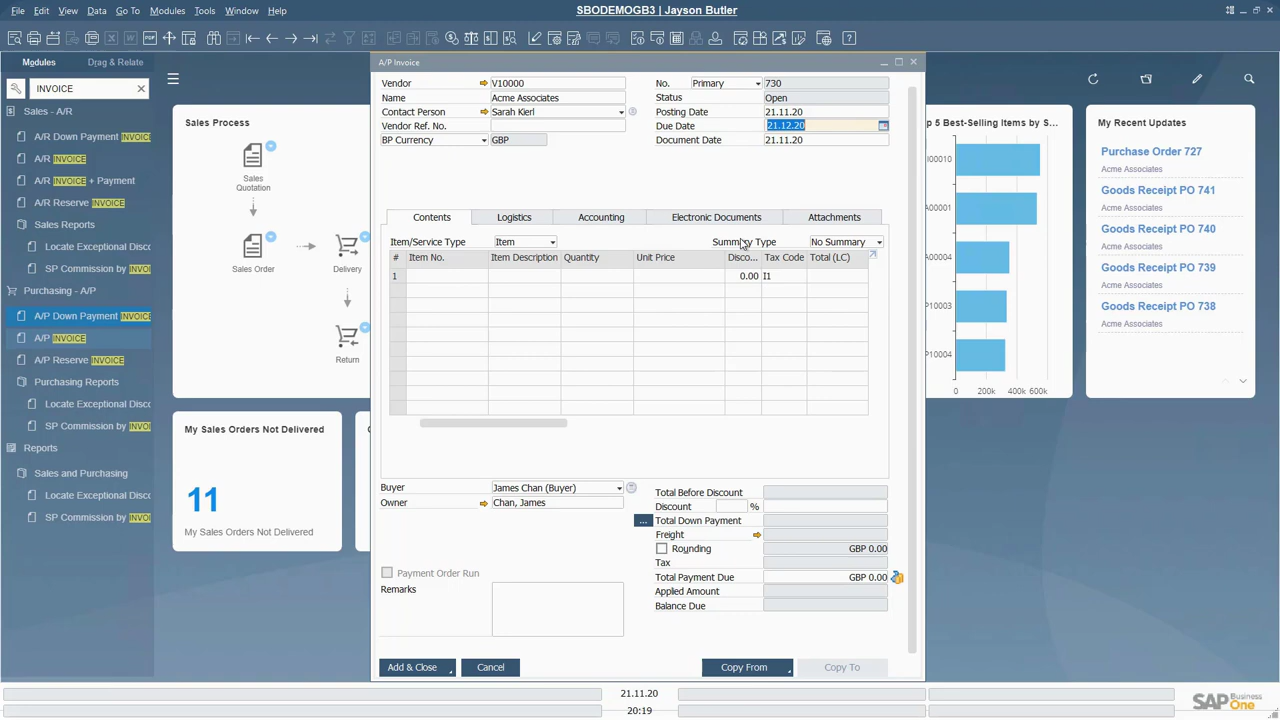 File Edit View Data Go To Modules Tools Window Help
SBODEMOGB3 | Jayson Butler
Modules Drag & Relate
INVOICE
Sales - A/R
A/R Down Payment INVOIC
A/R INVOICE
A/R INVOICE + Payment
A/R Reserve INVOICE
Sales Reports
Locate Exceptional Disc
SP Commission by INVOI
Purchasing - A/P
A/P Down Payment INVOIC
A/P INVOICE
A/P Reserve INVOICE
Purchasing Reports
Locate Exceptional Disc
SP Commission by INVOI
Reports
Sales and Purchasing
Locate Exceptional Disc
SP Commission by INVOI
Sales Process
Sales
Quotation
Sales Order
Delivery
Return
My Sales Orders Not Delivered
11
My Sales Orders Not Delivered
A/P Invoice
Vendor V10000
Name Acme Associates
Contact Person Sarah Kierl
Vendor Ref. No.
BP Currency GBP
No. Primary 730
Status Open
Posting Date 21.11.20
Due Date 21.12.20
Document Date 21.11.20
Contents Logistics Accounting Electronic Documents Attachments
Item/Service Type Item Summary Type No Summary
# Item No. Item Description Quantity Unit Price Disco... Tax Code Total (LC)
1 0.00 I1
Buyer James Chan (Buyer)
Owner Chan, James
Payment Order Run
Remarks
Total Before Discount
Discount %
... Total Down Payment
Freight
Rounding GBP 0.00
Tax
Total Payment Due GBP 0.00
Applied Amount
Balance Due
Add & Close Cancel Copy From Copy To
p 5 Best-Selling Items by S...
I00010
A00001
A00004
P10003
P10004
0 200k 400k 600k
My Recent Updates
Purchase Order 727
Acme Associates
Goods Receipt PO 741
Acme Associates
Goods Receipt PO 740
Acme Associates
Goods Receipt PO 739
Acme Associates
Goods Receipt PO 738
Acme Associates
21.11.20
20:19
SAP Business One